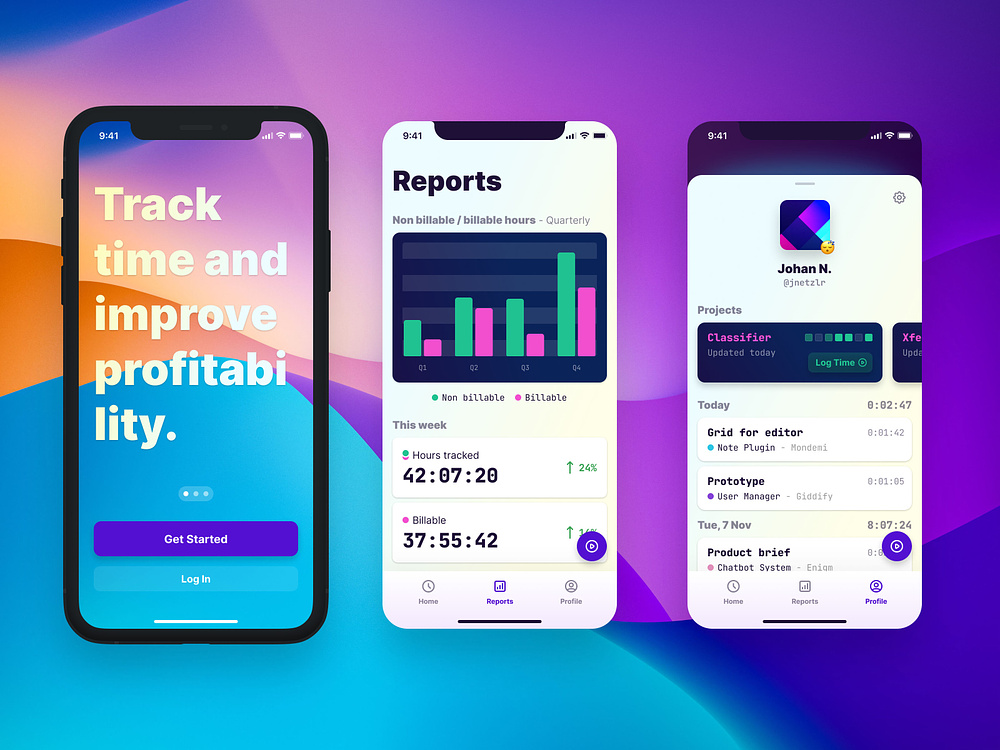 9:41
Track
time and
improve
profitabi
lity.
Get Started
Log In
9:41
Reports
Non billable / billable hours - Quarterly
Q1 Q2 Q3 Q4
Non billable Billable
This week
Hours tracked
42:07:20
↑ 24%
Billable
37:55:42
Home Reports Profile
9:41
Johan N.
@jnetzlr
Projects
Classifier
Updated today
Log Time
Xfe
Upda
Today 0:02:47
Grid for editor 0:01:42
Note Plugin - Mondemi
Prototype 0:01:05
User Manager - Giddify
Tue, 7 Nov 8:07:24
Product brief
Chatbot System - Enigm
Home Reports Profile